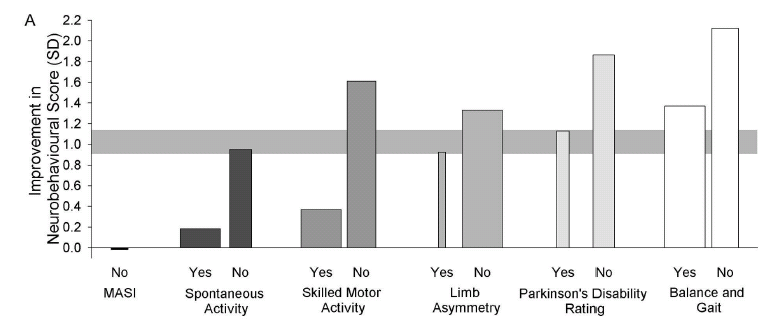 A
Improvement in
Neurobehavioural Score (SD)
2.2
2.0
1.8
1.6
1.4
1.2
1.0
0.8
0.6
0.4
0.2
0.0
No Yes No Yes No Yes No Yes No Yes No
MASI Spontaneous Skilled Motor Limb Parkinson's Disability Balance and
Activity Activity Asymmetry Rating Gait